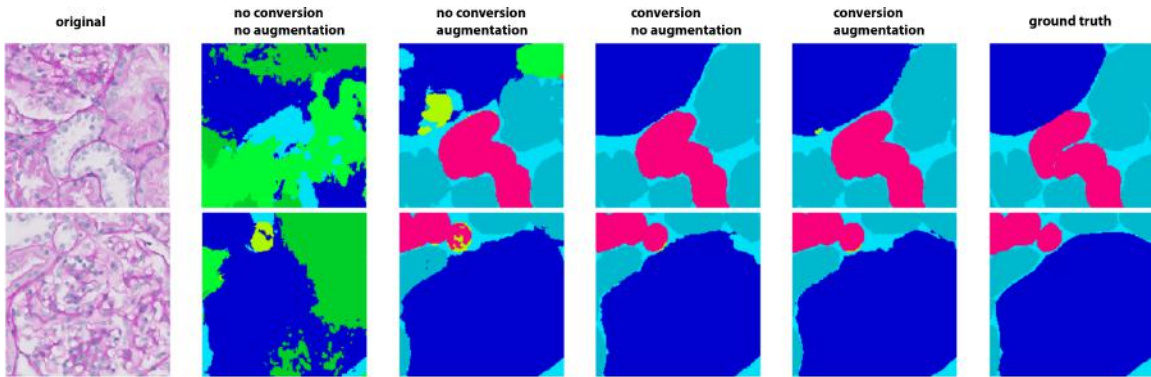 original
no conversion
no augmentation
no conversion
augmentation
conversion
no augmentation
conversion
augmentation
ground truth